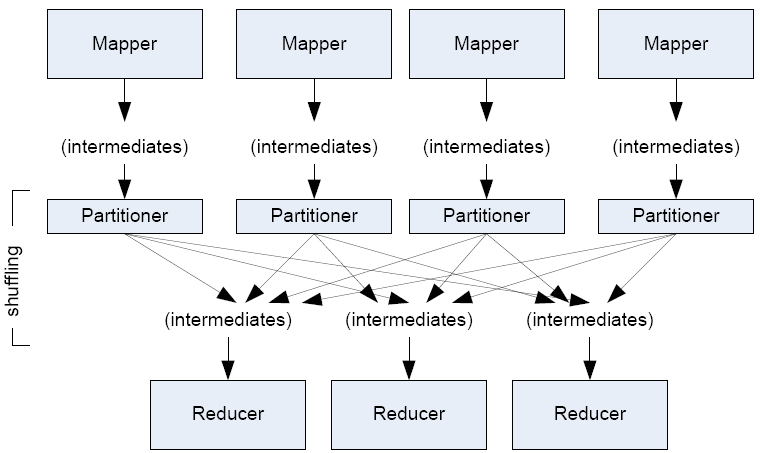 Mapper Mapper Mapper Mapper
(intermediates) (intermediates) (intermediates) (intermediates)
Partitioner Partitioner Partitioner Partitioner
shuffling
(intermediates) (intermediates) (intermediates)
Reducer Reducer Reducer